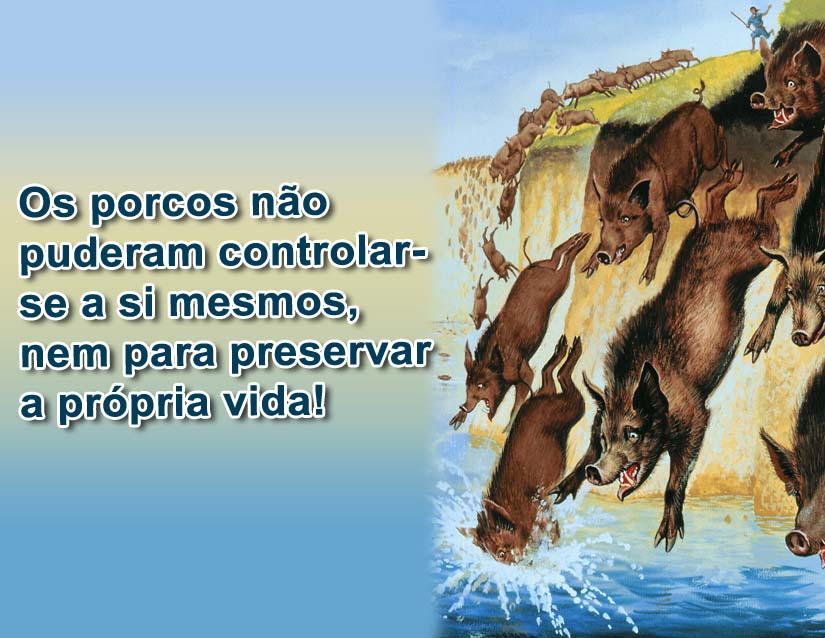 Os porcos não
puderam controlar-
se a si mesmos,
nem para preservar
a própria vida!